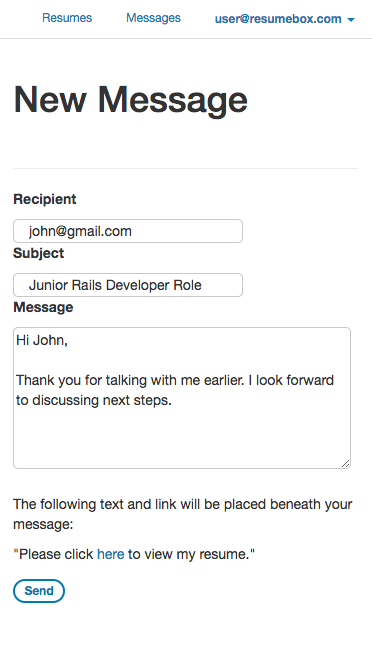 Resumes Messages user@resumebox.com
New Message
Recipient
john@gmail.com
Subject
Junior Rails Developer Role
Message
Hi John,
Thank you for talking with me earlier. I look forward
to discussing next steps.
The following text and link will be placed beneath your
message:
"Please click here to view my resume."
Send